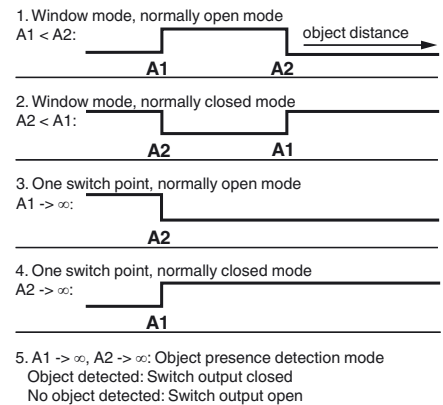 1. Window mode, normally open mode
A1 < A2:
object distance
A1 A2
2. Window mode, normally closed mode
A2 < A1:
A2 A1
3. One switch point, normally open mode
A1 -> ∞:
A2
4. One switch point, normally closed mode
A2 -> ∞:
A1
5. A1 -> ∞, A2 -> ∞: Object presence detection mode
Object detected: Switch output closed
No object detected: Switch output open